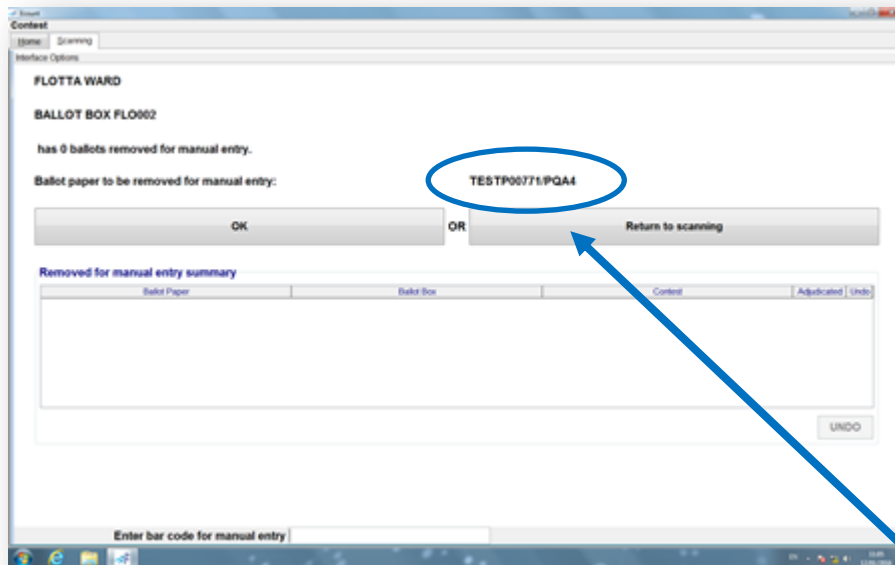 Ecount
Contest
Home Scanning
Interface Options
FLOTTA WARD
BALLOT BOX FLO002
has 0 ballots removed for manual entry.
Ballot paper to be removed for manual entry: TESTP00771/PQA4
OK OR Return to scanning
Removed for manual entry summary
Ballot Paper Ballot Box Contest Adjudicated Undo
UNDO
Enter bar code for manual entry
EN